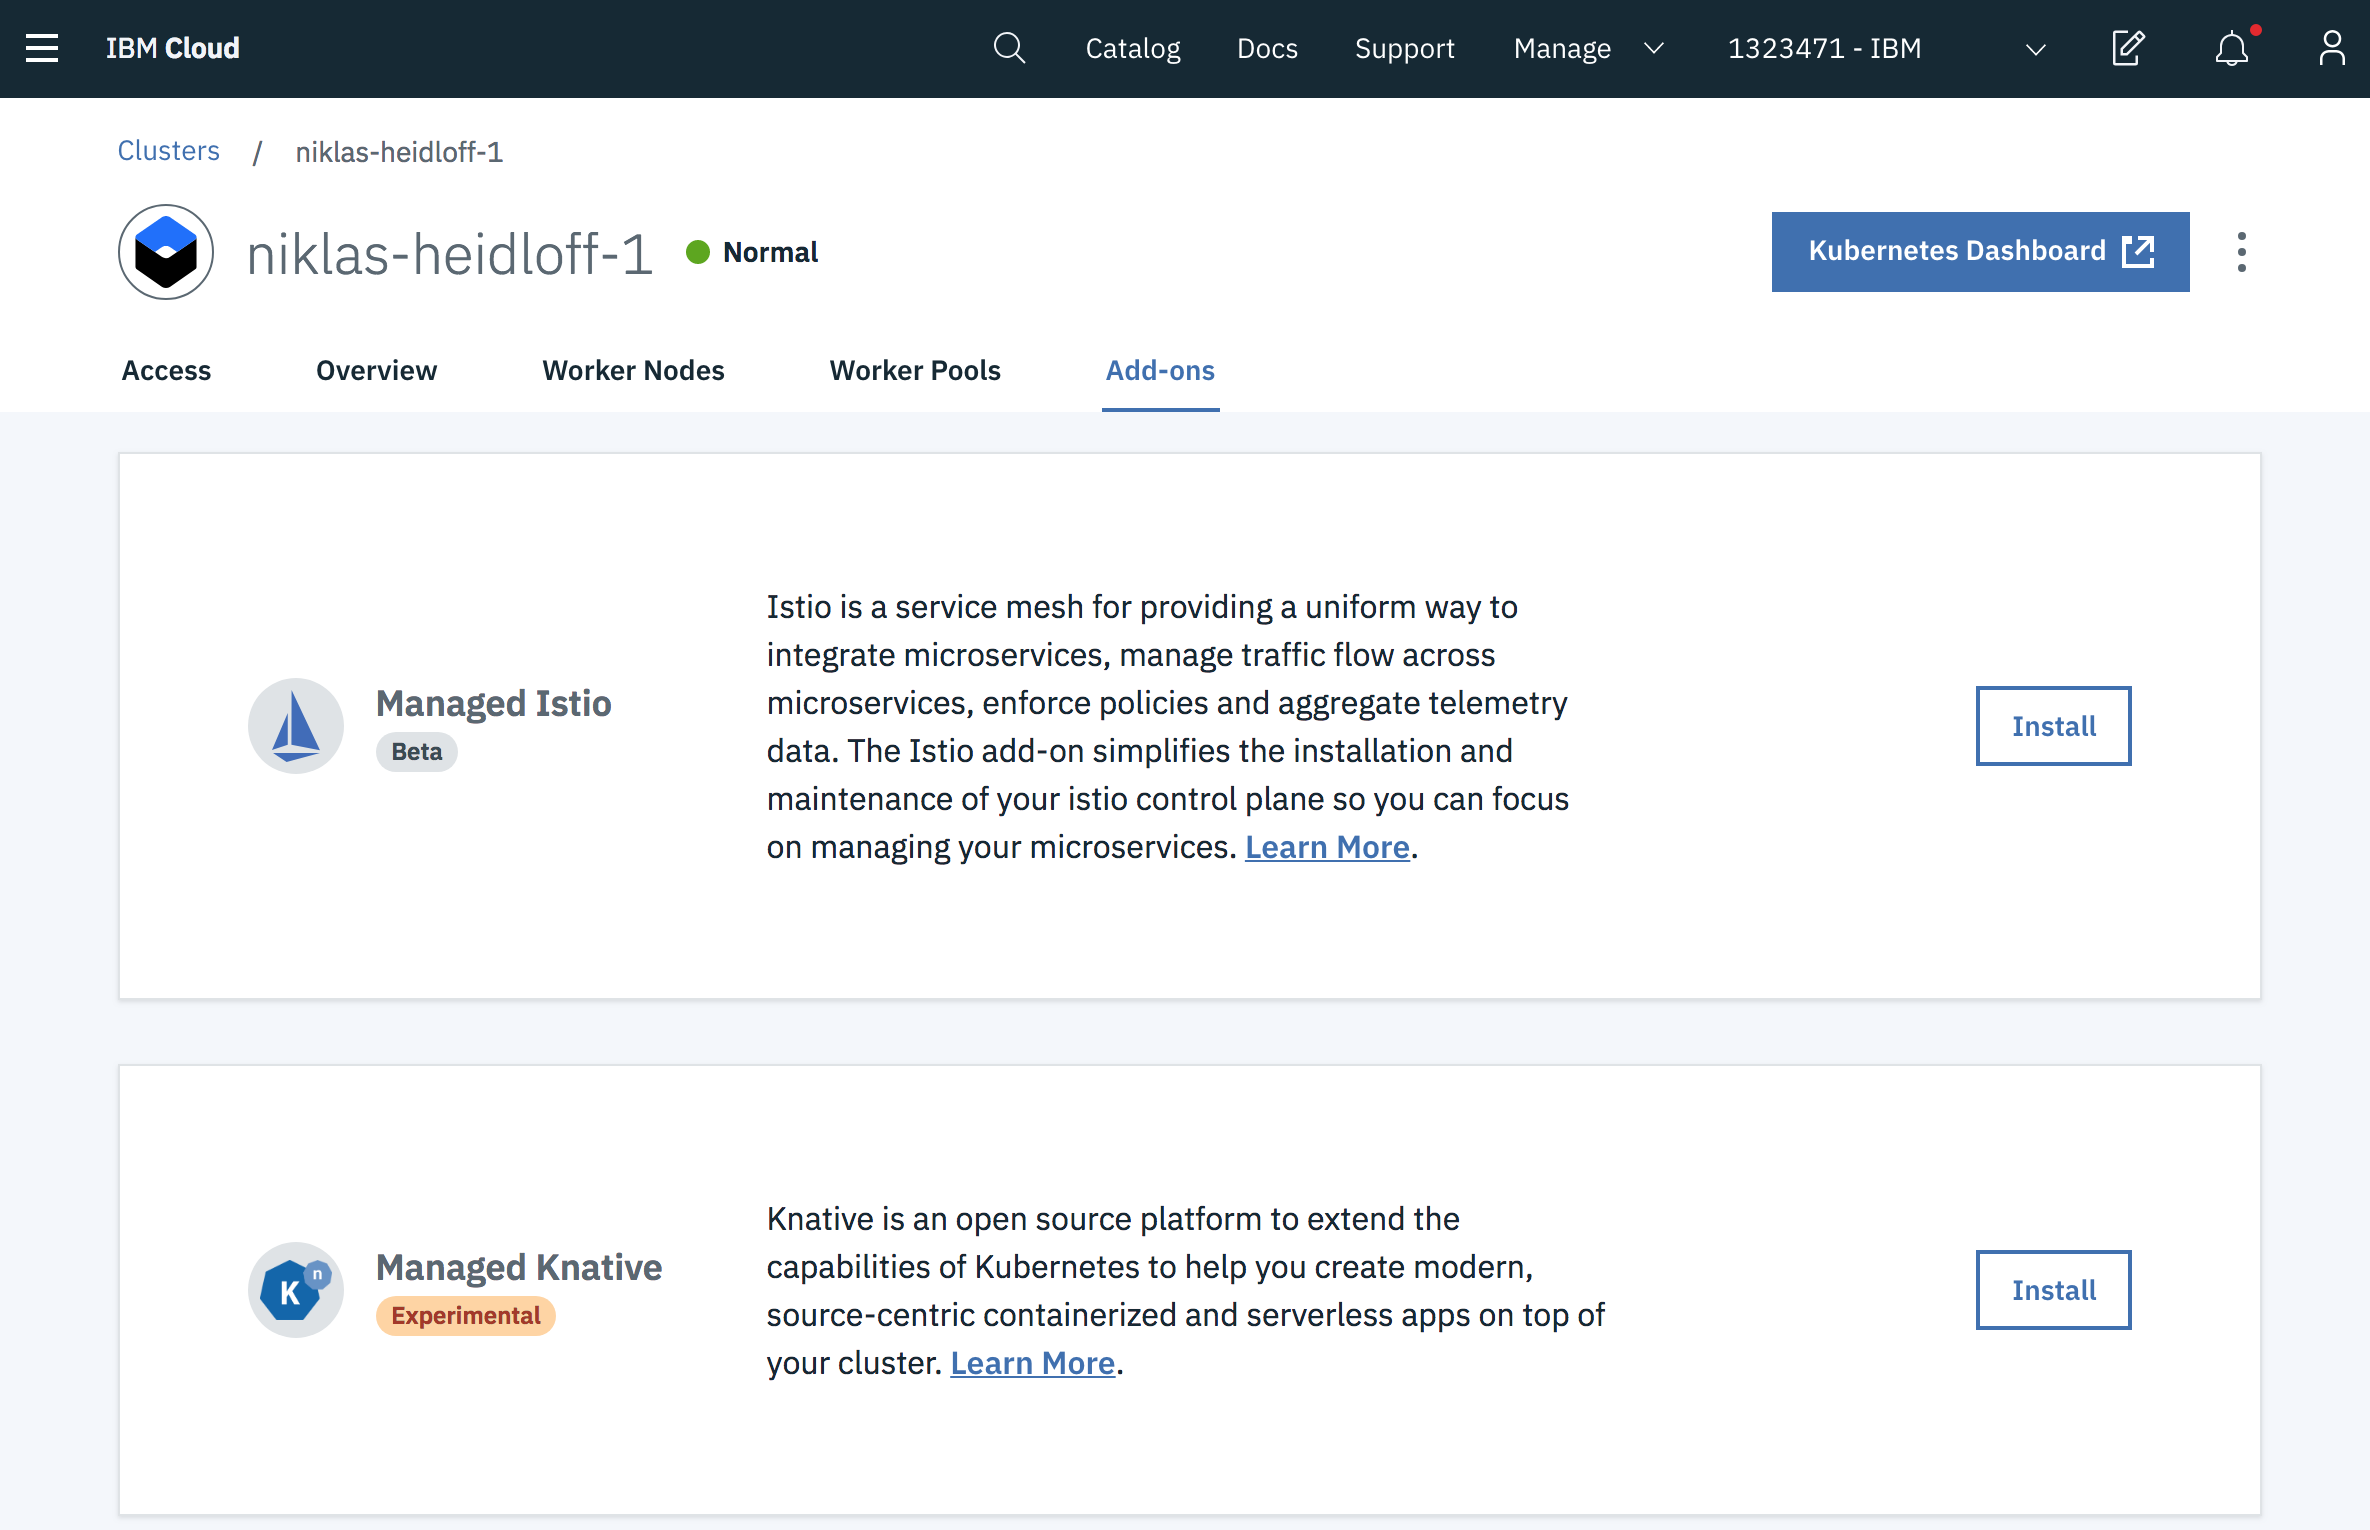 IBM Cloud
Catalog
Docs
Support
Manage
1323471 - IBM
Clusters / niklas-heidloff-1
niklas-heidloff-1
Normal
Kubernetes Dashboard
Access
Overview
Worker Nodes
Worker Pools
Add-ons
Managed Istio
Beta
Istio is a service mesh for providing a uniform way to
integrate microservices, manage traffic flow across
microservices, enforce policies and aggregate telemetry
data. The Istio add-on simplifies the installation and
maintenance of your istio control plane so you can focus
on managing your microservices. Learn More.
Install
K n
Managed Knative
Experimental
Knative is an open source platform to extend the
capabilities of Kubernetes to help you create modern,
source-centric containerized and serverless apps on top of
your cluster. Learn More.
Install